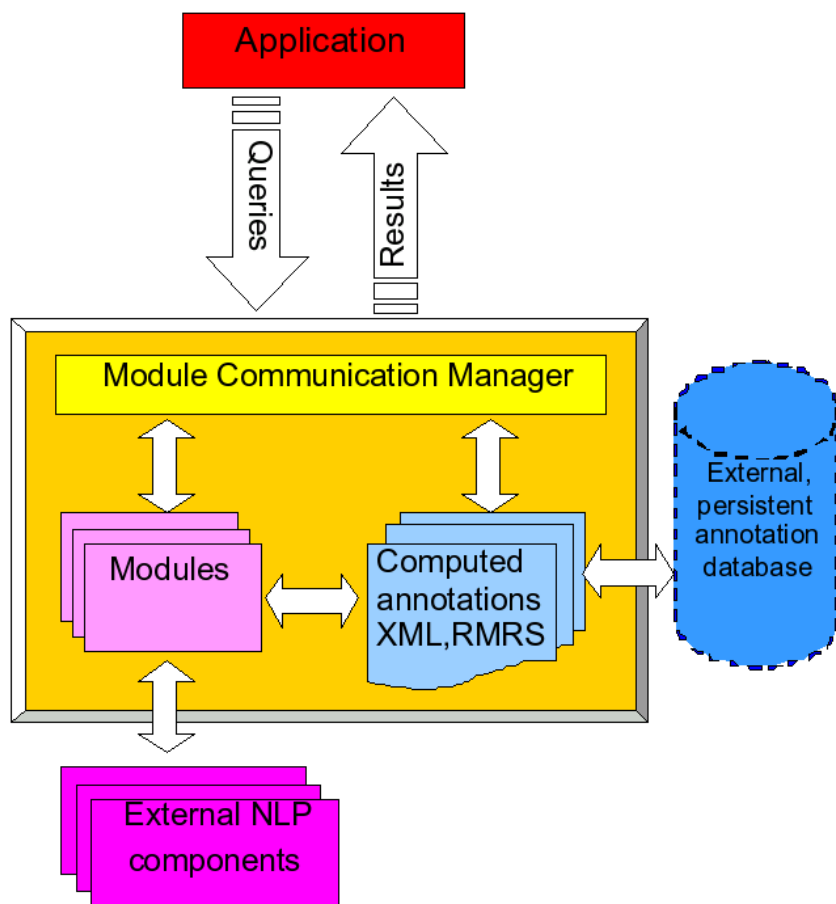 Application
Queries
Results
Module Communication Manager
Modules
Computed
annotations
XML,RMRS
External,
persistent
annotation
database
External NLP
components